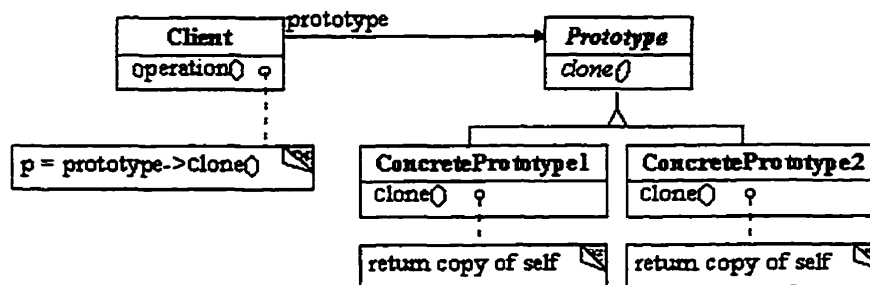 prototype
Client
Operation()
Prototype
clone()
p = prototype->Clone()
ConcretePrototype1
Clone()
ConcretePrototype2
Clone()
return copy of self
return copy of self